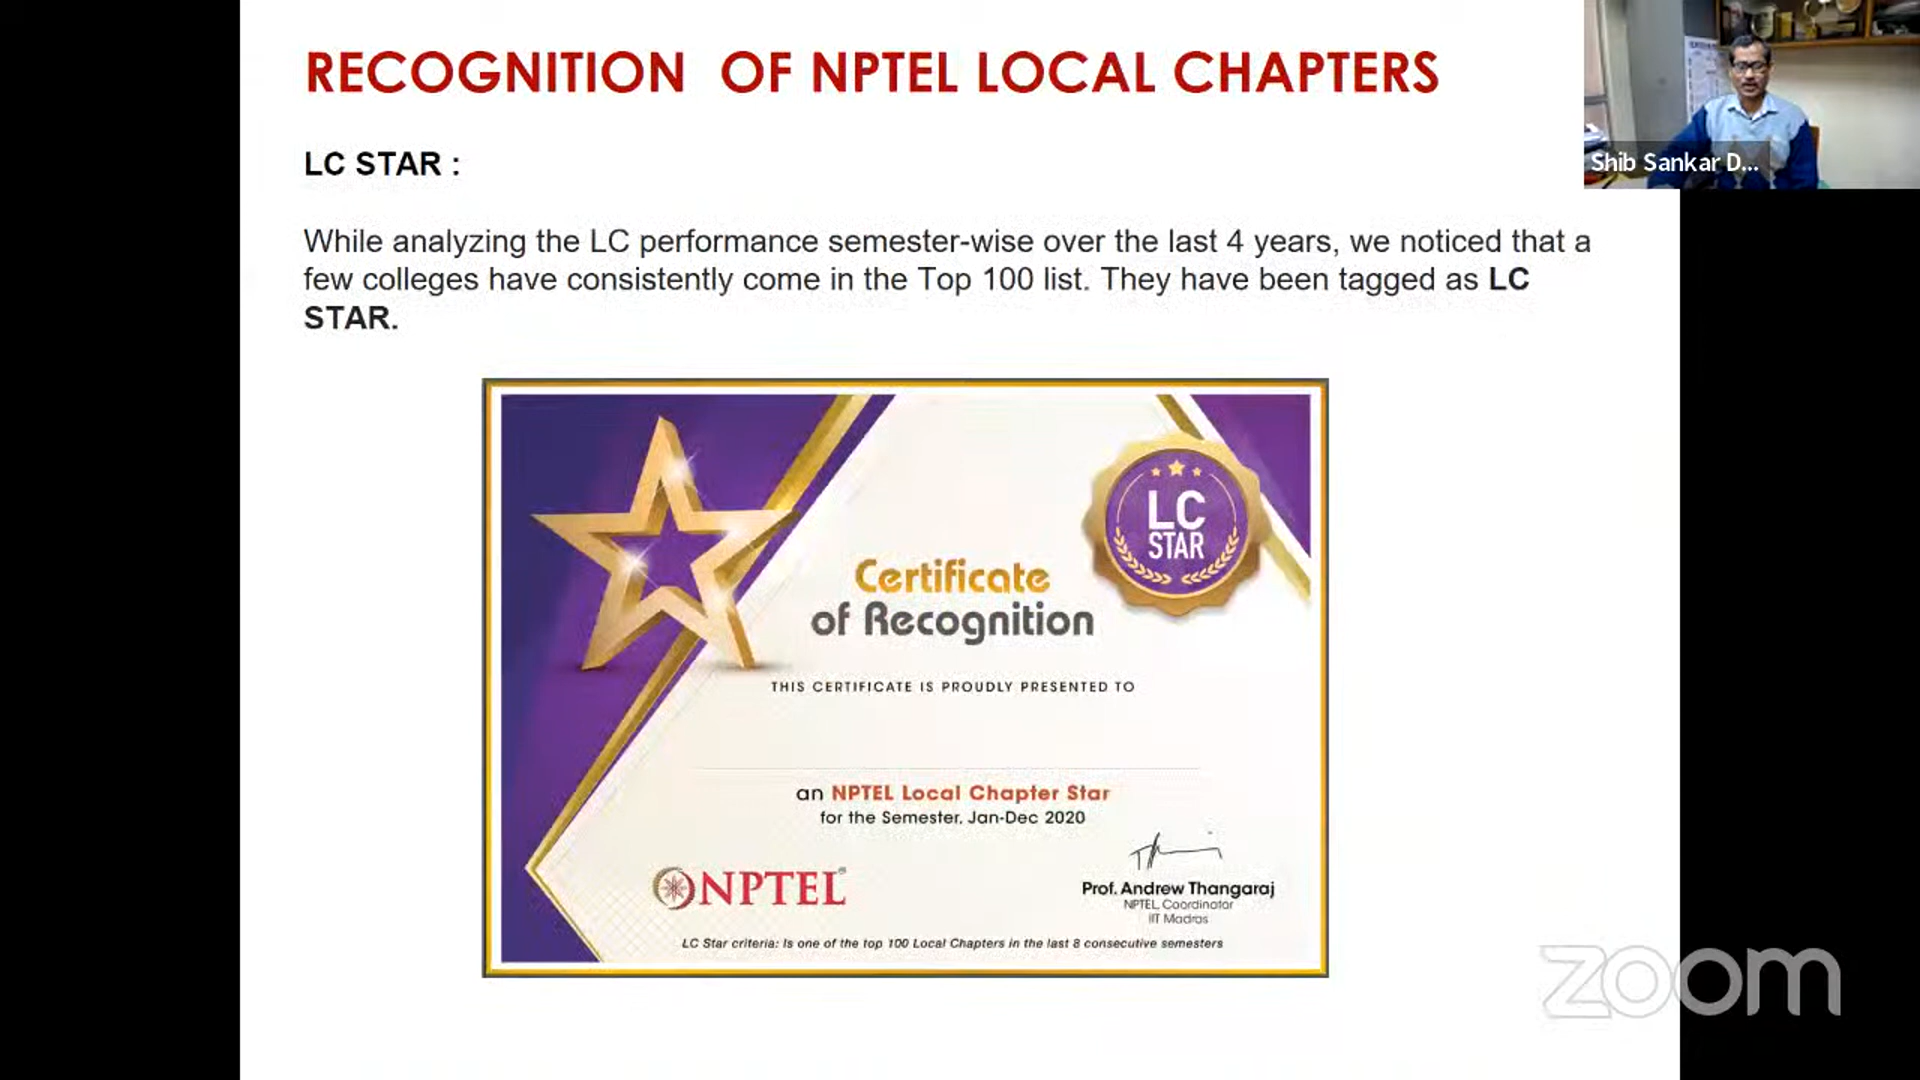 RECOGNITION OF NPTEL LOCAL CHAPTERS
Shib Sankar D...
LC STAR :
While analyzing the LC performance semester-wise over the last 4 years, we noticed that a
few colleges have consistently come in the Top 100 list. They have been tagged as LC
STAR.
LC
STAR
Certificate
of Recognition
THIS CERTIFICATE IS PROUDLY PRESENTED TO
an NPTEL Local Chapter Star
for the Semester, Jan-Dec 2020
NPTEL®
Prof. Andrew Thangaraj
NPTEL Coordinator
IIT Madras
LC Star criteria: Is one of the top 100 Local Chapters in the last 8 consecutive semesters
zoom